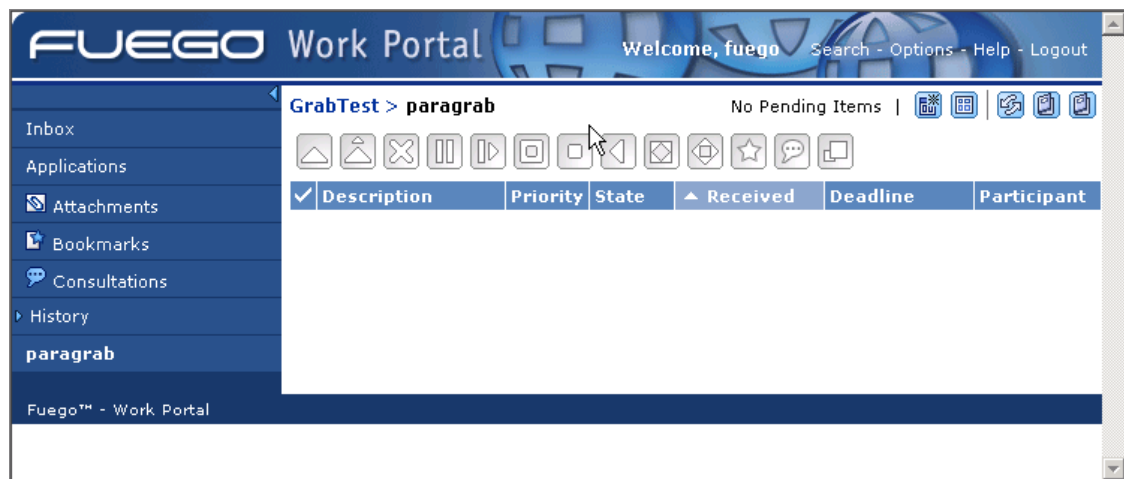 FUEGO Work Portal
Welcome, fuego Search - Options - Help - Logout
GrabTest > paragrab
No Pending Items |
Inbox
Applications
Attachments
Bookmarks
Consultations
History
paragrab
Description Priority State Received Deadline Participant
Fuego™ - Work Portal